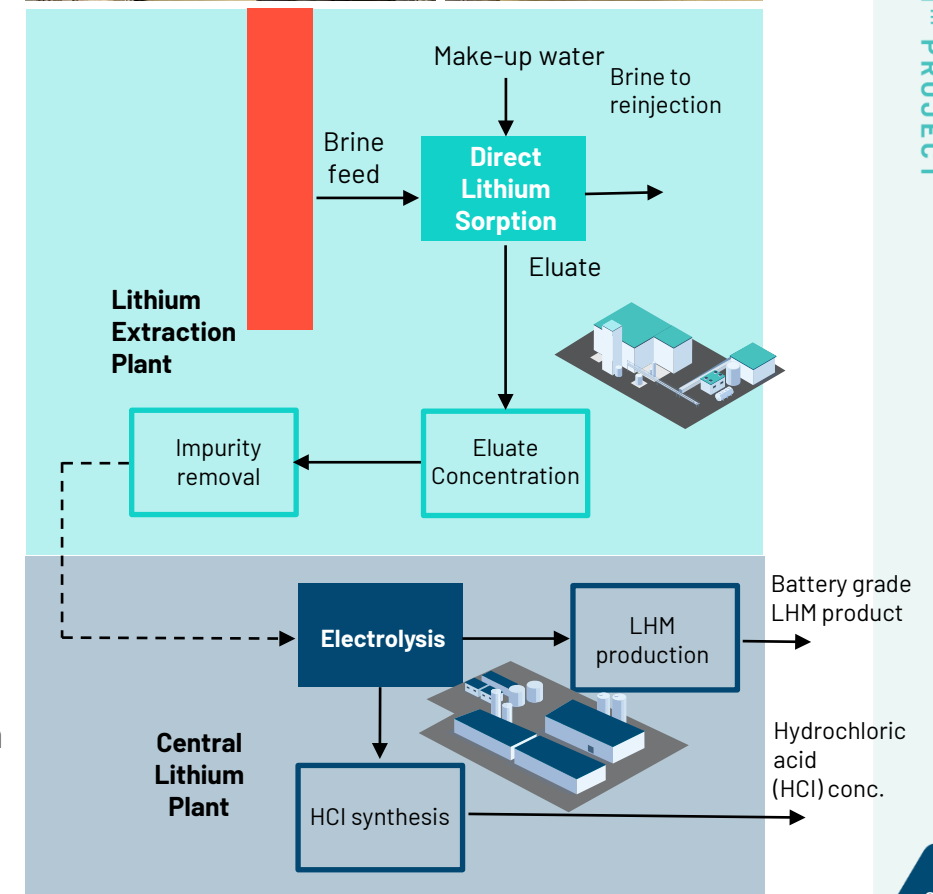 Make-up water
Brine to
reinjection
Brine
feed
Direct
Lithium
Sorption
Eluate
Lithium
Extraction
Plant
Impurity
removal
Eluate
Concentration
Electrolysis
LHM
production
Battery grade
LHM product
Central
Lithium
Plant
HCl synthesis
Hydrochloric
acid
(HCl) conc.
PROJECT